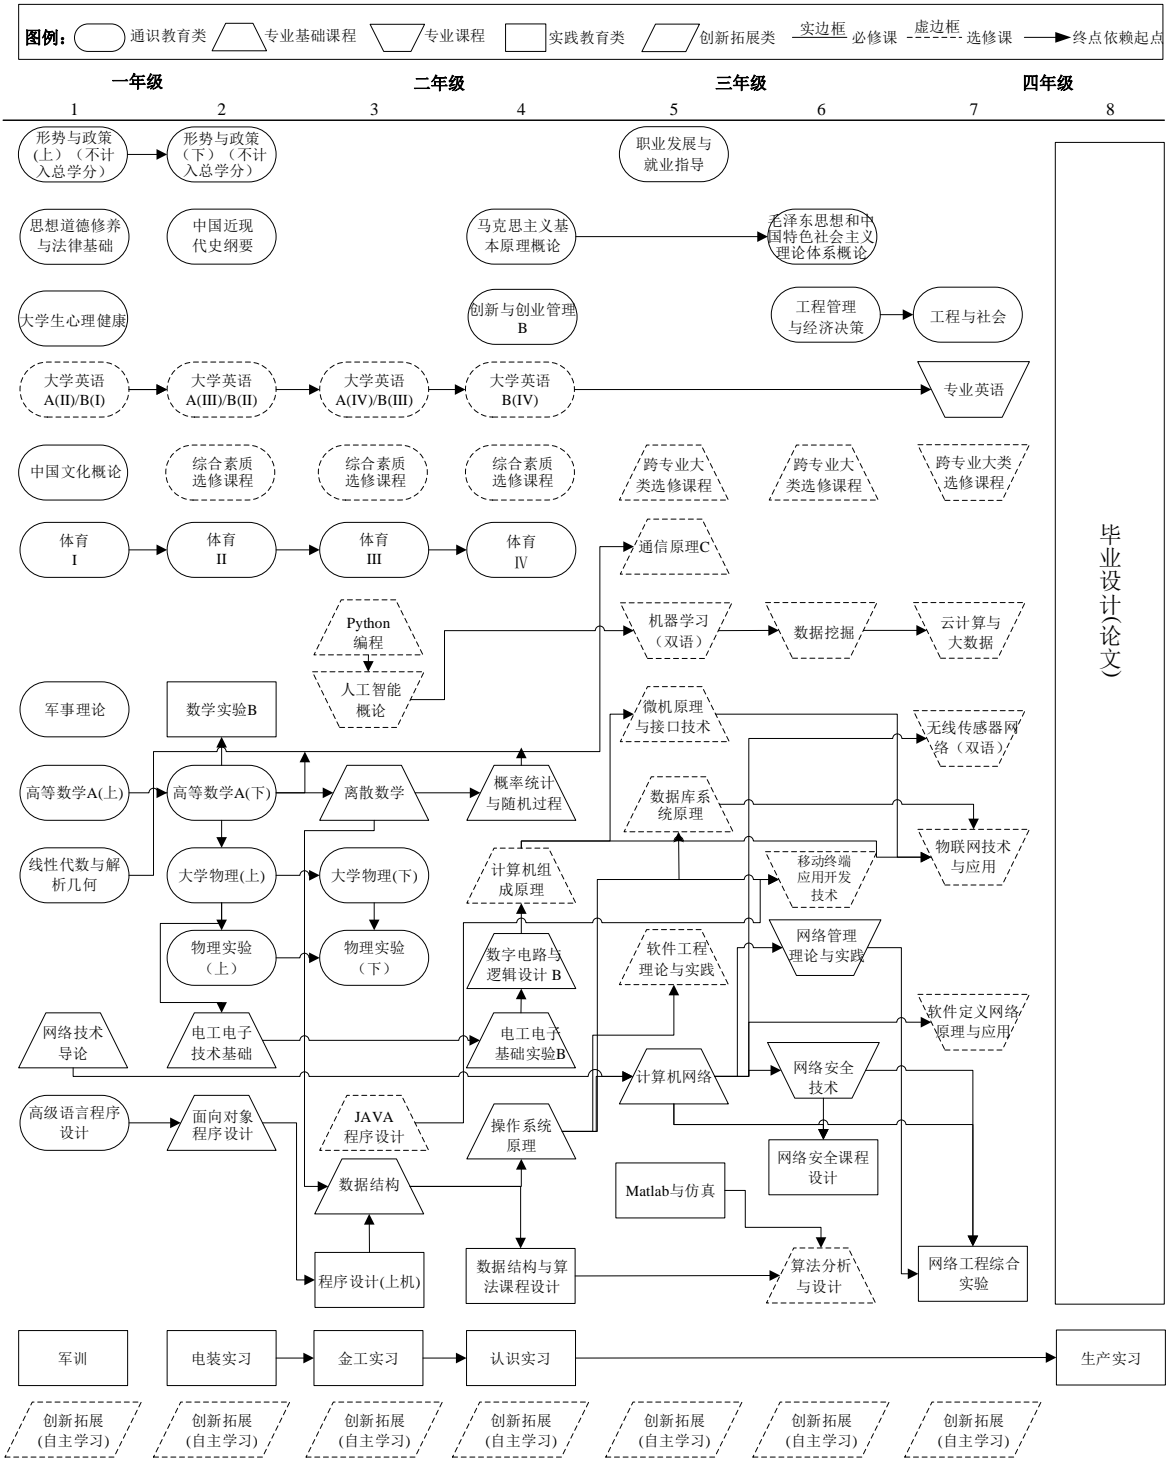 图例：
通识教育类
专业基础课程
专业课程
实践教育类
创新拓展类
实边框
必修课
虚边框
选修课
终点依赖起点
一年级
二年级
三年级
四年级
1
2
3
4
5
6
7
8
形势与政策
(上)（不计
入总学分）
形势与政策
（下）（不计
入总学分）
职业发展与
就业指导
思想道德修养
与法律基础
中国近现
代史纲要
马克思主义基
本原理概论
毛泽东思想和中
国特色社会主义
理论体系概论
大学生心理健康
创新与创业管理
B
工程管理
与经济决策
工程与社会
大学英语
A(II)/B(I)
大学英语
A(III)/B(II)
大学英语
A(IV)/B(III)
大学英语
B(IV)
专业英语
中国文化概论
综合素质
选修课程
综合素质
选修课程
综合素质
选修课程
跨专业大
类选修课程
跨专业大
类选修课程
跨专业大类
选修课程
体育
I
体育
II
体育
III
体育
Ⅳ
通信原理C
Python
编程
机器学习
（双语）
数据挖掘
云计算与
大数据
人工智能
概论
军事理论
数学实验B
微机原理
与接口技术
无线传感器网
络（双语）
高等数学A(上)
高等数学A(下)
离散数学
概率统计
与随机过程
数据库系
统原理
物联网技术
与应用
线性代数与解
析几何
大学物理(上)
大学物理(下)
计算机组
成原理
移动终端
应用开发
技术
物理实验
（上）
物理实验
（下）
数字电路与
逻辑设计 B
软件工程
理论与实践
网络管理
理论与实践
网络技术
导论
电工电子
技术基础
电工电子
基础实验B
计算机网络
网络安全
技术
软件定义网络
原理与应用
高级语言程序
设计
面向对象
程序设计
JAVA
程序设计
操作系统
原理
网络安全课程
设计
数据结构
Matlab与仿真
程序设计(上机)
数据结构与算
法课程设计
算法分析
与设计
网络工程综合
实验
毕业设计(论文)
军训
电装实习
金工实习
认识实习
生产实习
创新拓展
(自主学习)
创新拓展
(自主学习)
创新拓展
(自主学习)
创新拓展
(自主学习)
创新拓展
(自主学习)
创新拓展
(自主学习)
创新拓展
(自主学习)